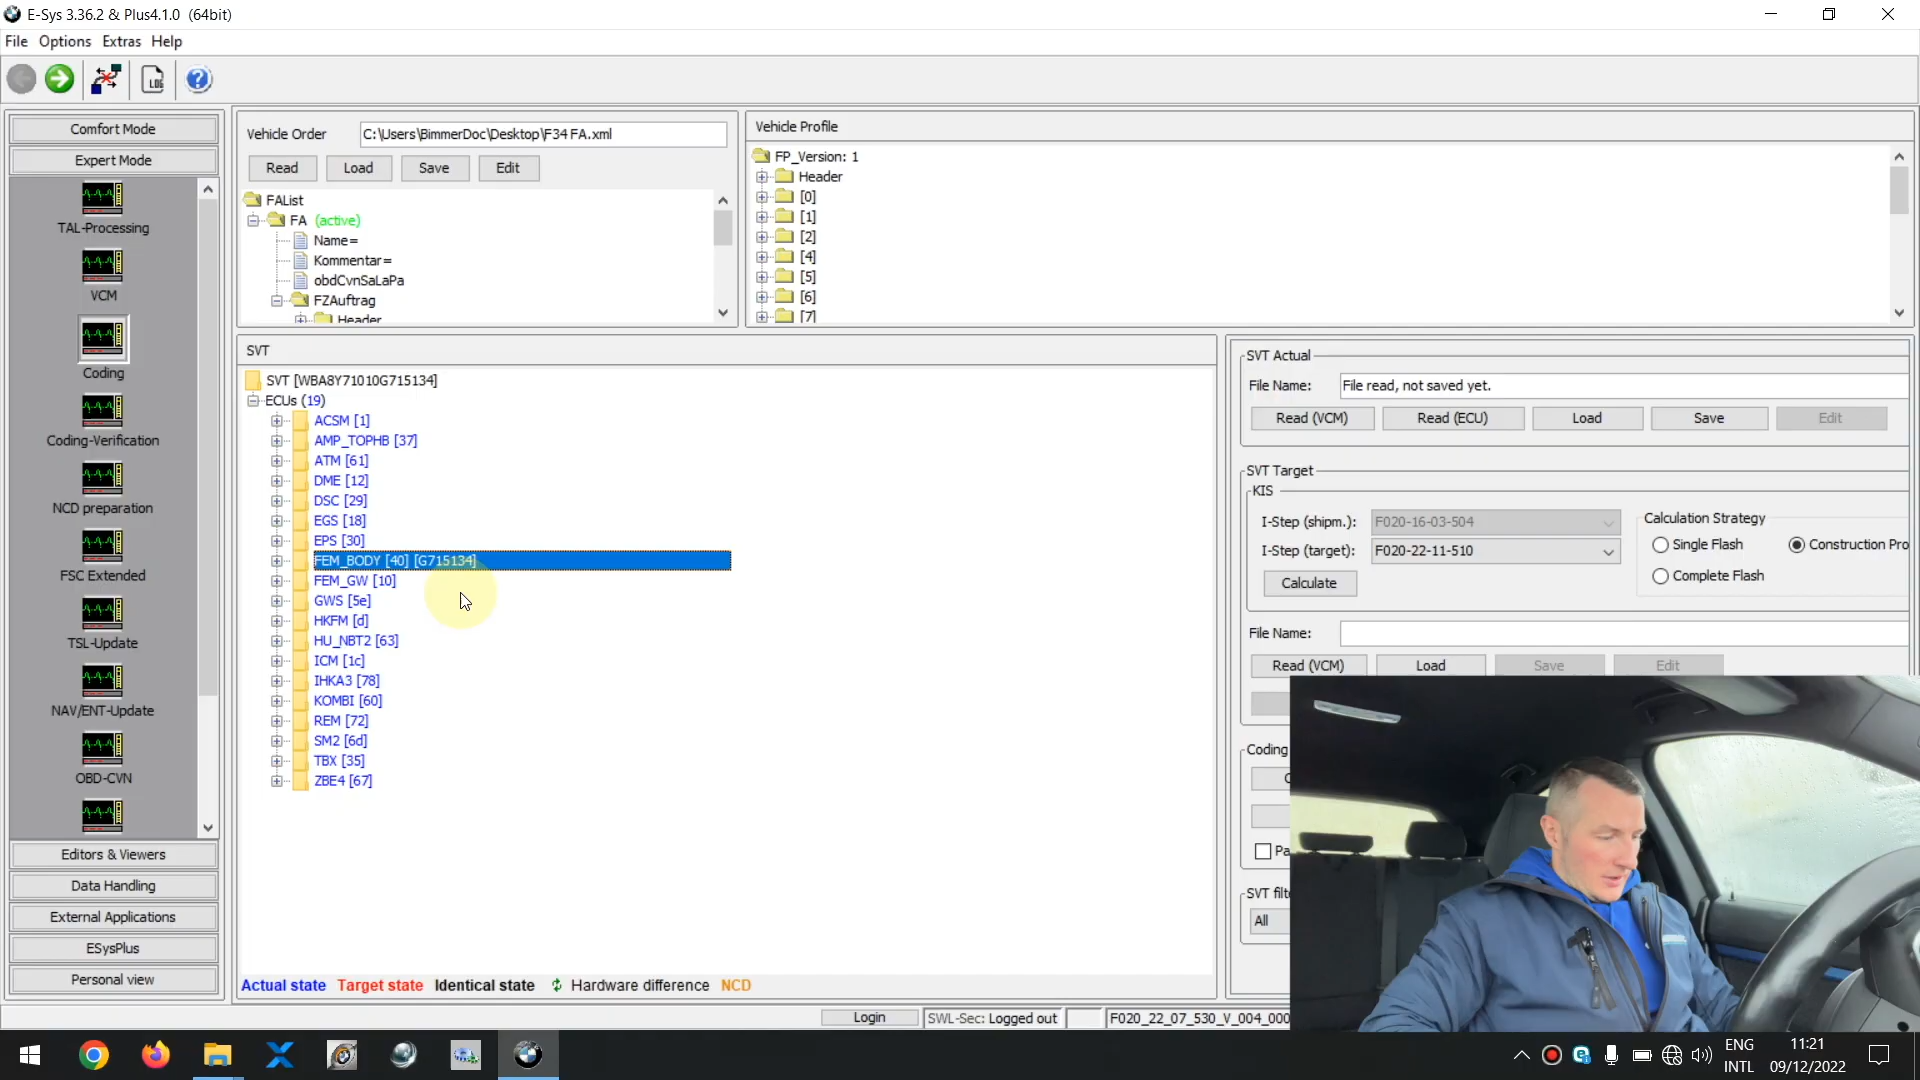 E-Sys 3.36.2 & Plus4.1.0 (64bit)
File Options Extras Help
LOG
Comfort Mode
Expert Mode
TAL-Processing
VCM
Coding
Coding-Verification
NCD preparation
FSC Extended
TSL-Update
NAV/ENT-Update
OBD-CVN
Editors & Viewers
Data Handling
External Applications
ESysPlus
Personal view
Vehicle Order C:\Users\BimmerDoc\Desktop\F34 FA.xml
Read Load Save Edit
FAList
FA (active)
Name=
Kommentar=
obdCvnSaLaPa
FZAuftrag
Header
Vehicle Profile
FP_Version: 1
Header
[0]
[1]
[2]
[4]
[5]
[6]
[7]
SVT
SVT [WBA8Y71010G715134]
ECUs (19)
ACSM [1]
AMP_TOPHB [37]
ATM [61]
DME [12]
DSC [29]
EGS [18]
EPS [30]
FEM_BODY [40] [G715134]
FEM_GW [10]
GWS [5e]
HKFM [d]
HU_NBT2 [63]
ICM [1c]
IHKA3 [78]
KOMBI [60]
REM [72]
SM2 [6d]
TBX [35]
ZBE4 [67]
Actual state Target state Identical state Hardware difference NCD
SVT Actual
File Name: File read, not saved yet.
Read (VCM) Read (ECU) Load Save Edit
SVT Target
KIS
I-Step (shipm.): F020-16-03-504
I-Step (target): F020-22-11-510
Calculate
Calculation Strategy
Single Flash Construction Pro
Complete Flash
File Name:
Read (VCM) Load Save Edit
Coding
C
Pa
SVT filt
All
Login SWL-Sec: Logged out F020_22_07_530_V_004_000
ENG
INTL
11:21
09/12/2022